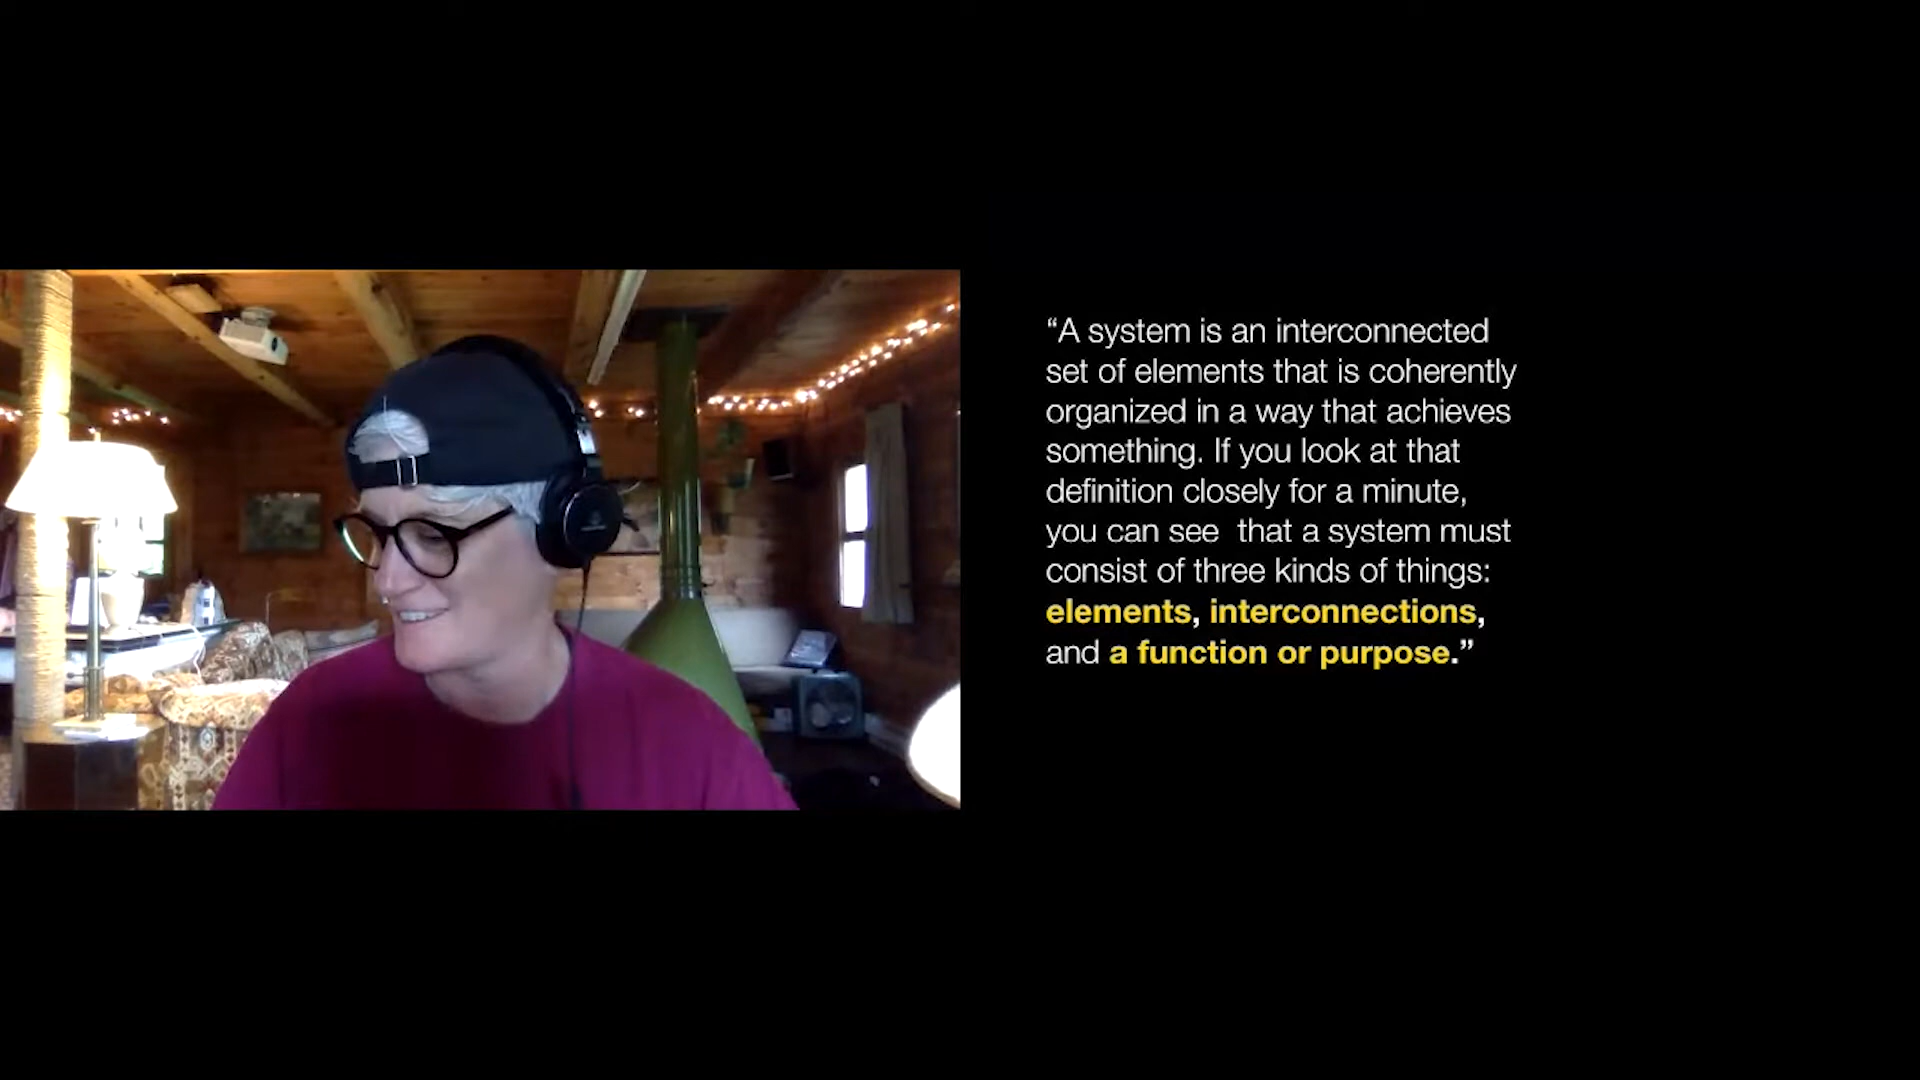 “A system is an interconnected
set of elements that is coherently
organized in a way that achieves
something. If you look at that
definition closely for a minute,
you can see  that a system must
consist of three kinds of things:
elements, interconnections,
and a function or purpose.”